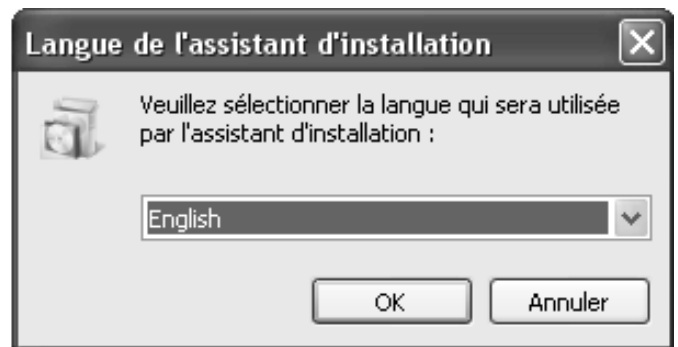 Langue de l'assistant d'installation
Veuillez sélectionner la langue qui sera utilisée
par l'assistant d'installation :
English
OK
Annuler